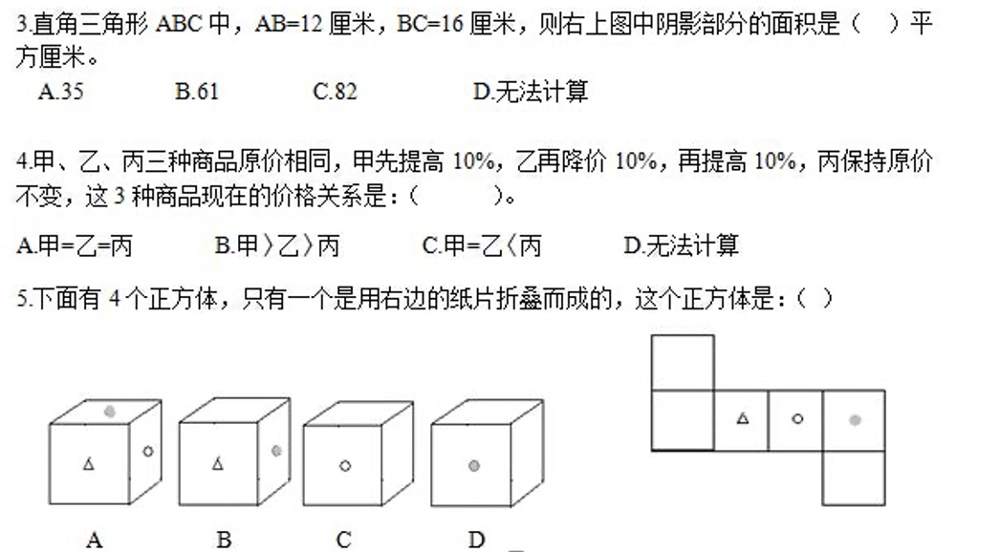 3.直角三角形 ABC 中，AB=12 厘米，BC=16 厘米，则右上图中阴影部分的面积是（　）平
方厘米。
A.35 B.61 C.82 D.无法计算
4.甲、乙、丙三种商品原价相同，甲先提高 10%，乙再降价 10%，再提高 10%，丙保持原价
不变，这 3 种商品现在的价格关系是：（　　）。
A.甲=乙=丙 B.甲〉乙〉丙 C.甲=乙〈丙 D.无法计算
5.下面有 4 个正方体，只有一个是用右边的纸片折叠而成的，这个正方体是：（　）
A B C D